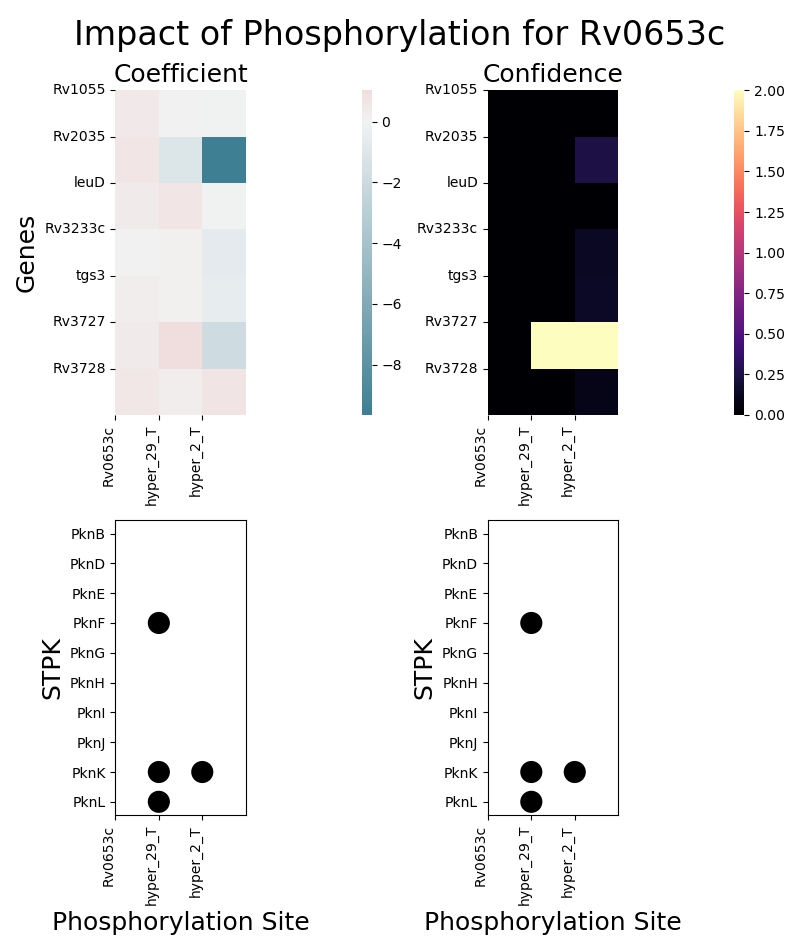 Impact of Phosphorylation for Rv0653c
Coefficient
Confidence
Genes
Rv1055
Rv2035
leuD
Rv3233c
tgs3
Rv3727
Rv3728
0
−2
−4
−6
−8
Rv0653c
hyper_29_T
hyper_2_T
Rv1055
Rv2035
leuD
Rv3233c
tgs3
Rv3727
Rv3728
2.00
1.75
1.50
1.25
1.00
0.75
0.50
0.25
0.00
Rv0653c
hyper_29_T
hyper_2_T
STPK
PknB
PknD
PknE
PknF
PknG
PknH
PknI
PknJ
PknK
PknL
Rv0653c
hyper_29_T
hyper_2_T
Phosphorylation Site
STPK
PknB
PknD
PknE
PknF
PknG
PknH
PknI
PknJ
PknK
PknL
Rv0653c
hyper_29_T
hyper_2_T
Phosphorylation Site